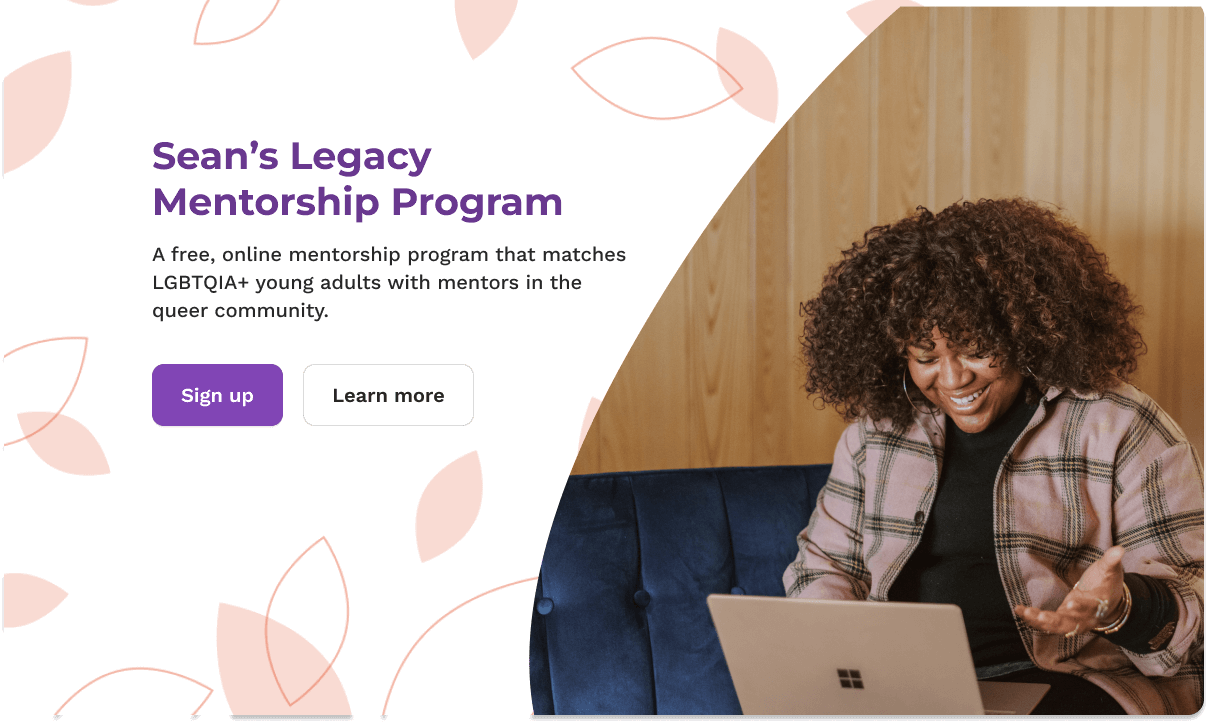 Sean’s Legacy
Mentorship Program
A free, online mentorship program that matches
LGBTQIA+ young adults with mentors in the
queer community.
Sign up
Learn more